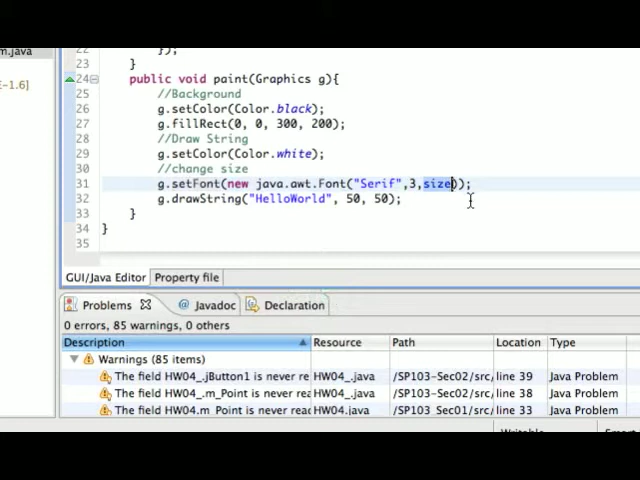 m.java
22 });
E-1.6]
23 }
24 public void paint(Graphics g){
25 //Background
26 g.setColor(Color.black);
27 g.fillRect(0, 0, 300, 200);
28 //Draw String
29 g.setColor(Color.white);
30 //change size
31 g.setFont(new java.awt.Font("Serif",3,size));
32 g.drawString("HelloWorld", 50, 50);
33 }
34 }
35
GUI/Java Editor Property file
Problems @ Javadoc Declaration
0 errors, 85 warnings, 0 others
Description Resource Path Location Type
Warnings (85 items)
The field HW04_.jButton1 is never re HW04_.java /SP103-Sec02/src/ line 39 Java Problem
The field HW04_.m_Point is never rea HW04_.java /SP103-Sec02/src/ line 38 Java Problem
The field HW04.m_Point is never read HW04.java /SP103 Sec01/src/ line 33 Java Problem